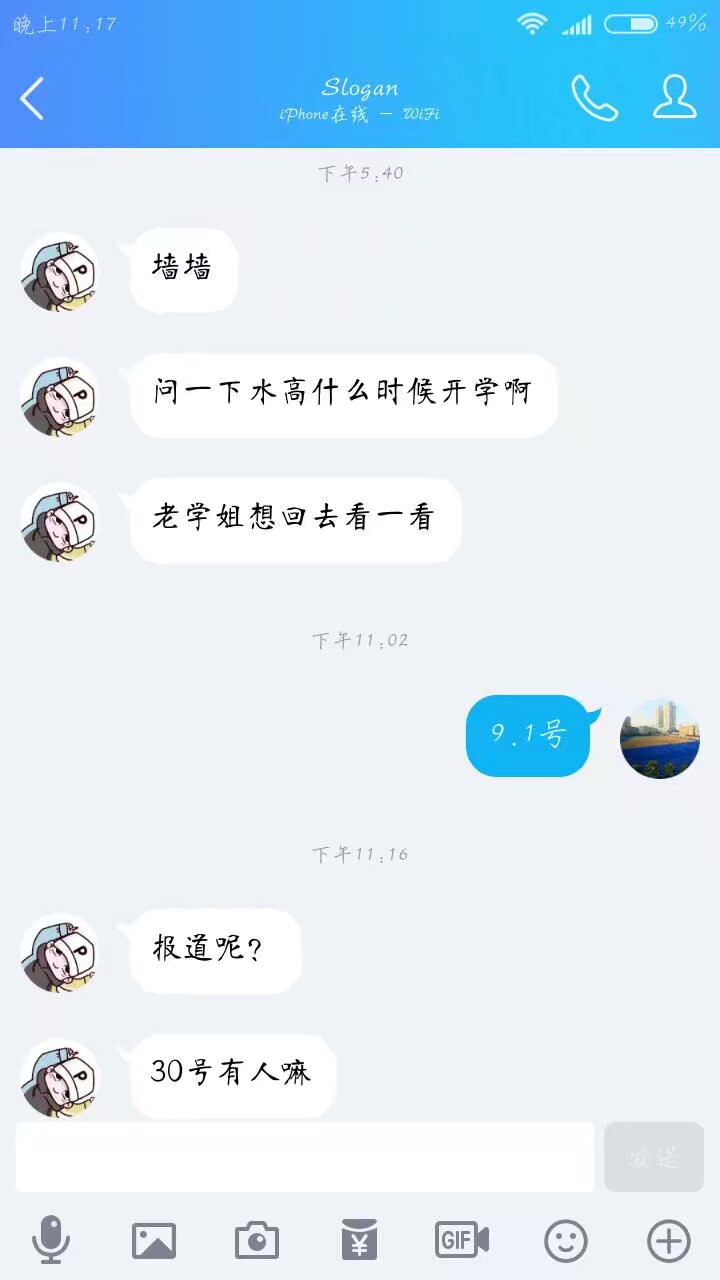 晚上11:17
49%
Slogan
iPhone在线 - WiFi
下午5:40
墙墙
问一下水高什么时候开学啊
老学姐想回去看一看
下午11:02
9.1号
下午11:16
报道呢?
30号有人嘛
发送
GIF